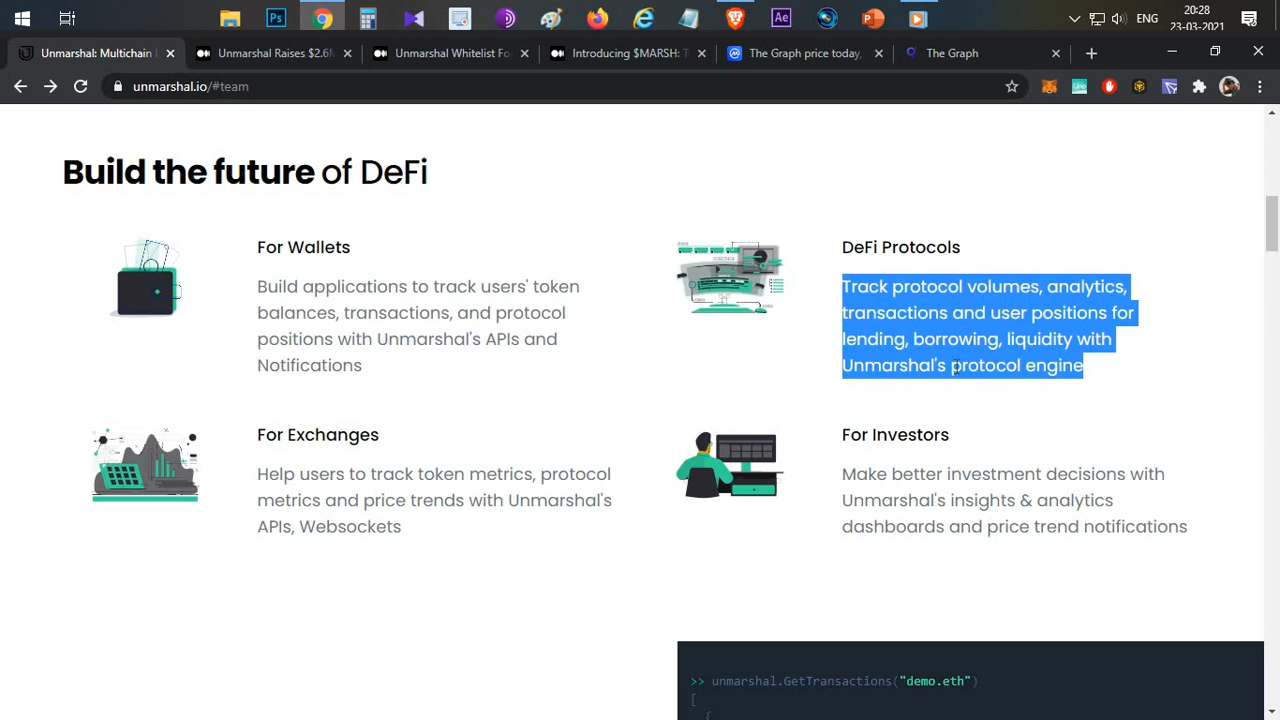 Ps
Ae
ENG
20:28
23-03-2021
Unmarshal: Multichain
Unmarshal Raises $2.6
Unmarshal Whitelist Fo
Introducing $MARSH: T
The Graph price today,
The Graph
unmarshal.io/#team
Build the future of DeFi
For Wallets
Build applications to track users' token
balances, transactions, and protocol
positions with Unmarshal's APIs and
Notifications
DeFi Protocols
Track protocol volumes, analytics,
transactions and user positions for
lending, borrowing, liquidity with
Unmarshal's protocol engine
For Exchanges
Help users to track token metrics, protocol
metrics and price trends with Unmarshal's
APIs, Websockets
For Investors
Make better investment decisions with
Unmarshal's insights & analytics
dashboards and price trend notifications
>> unmarshal.GetTransactions("demo.eth")
[
{